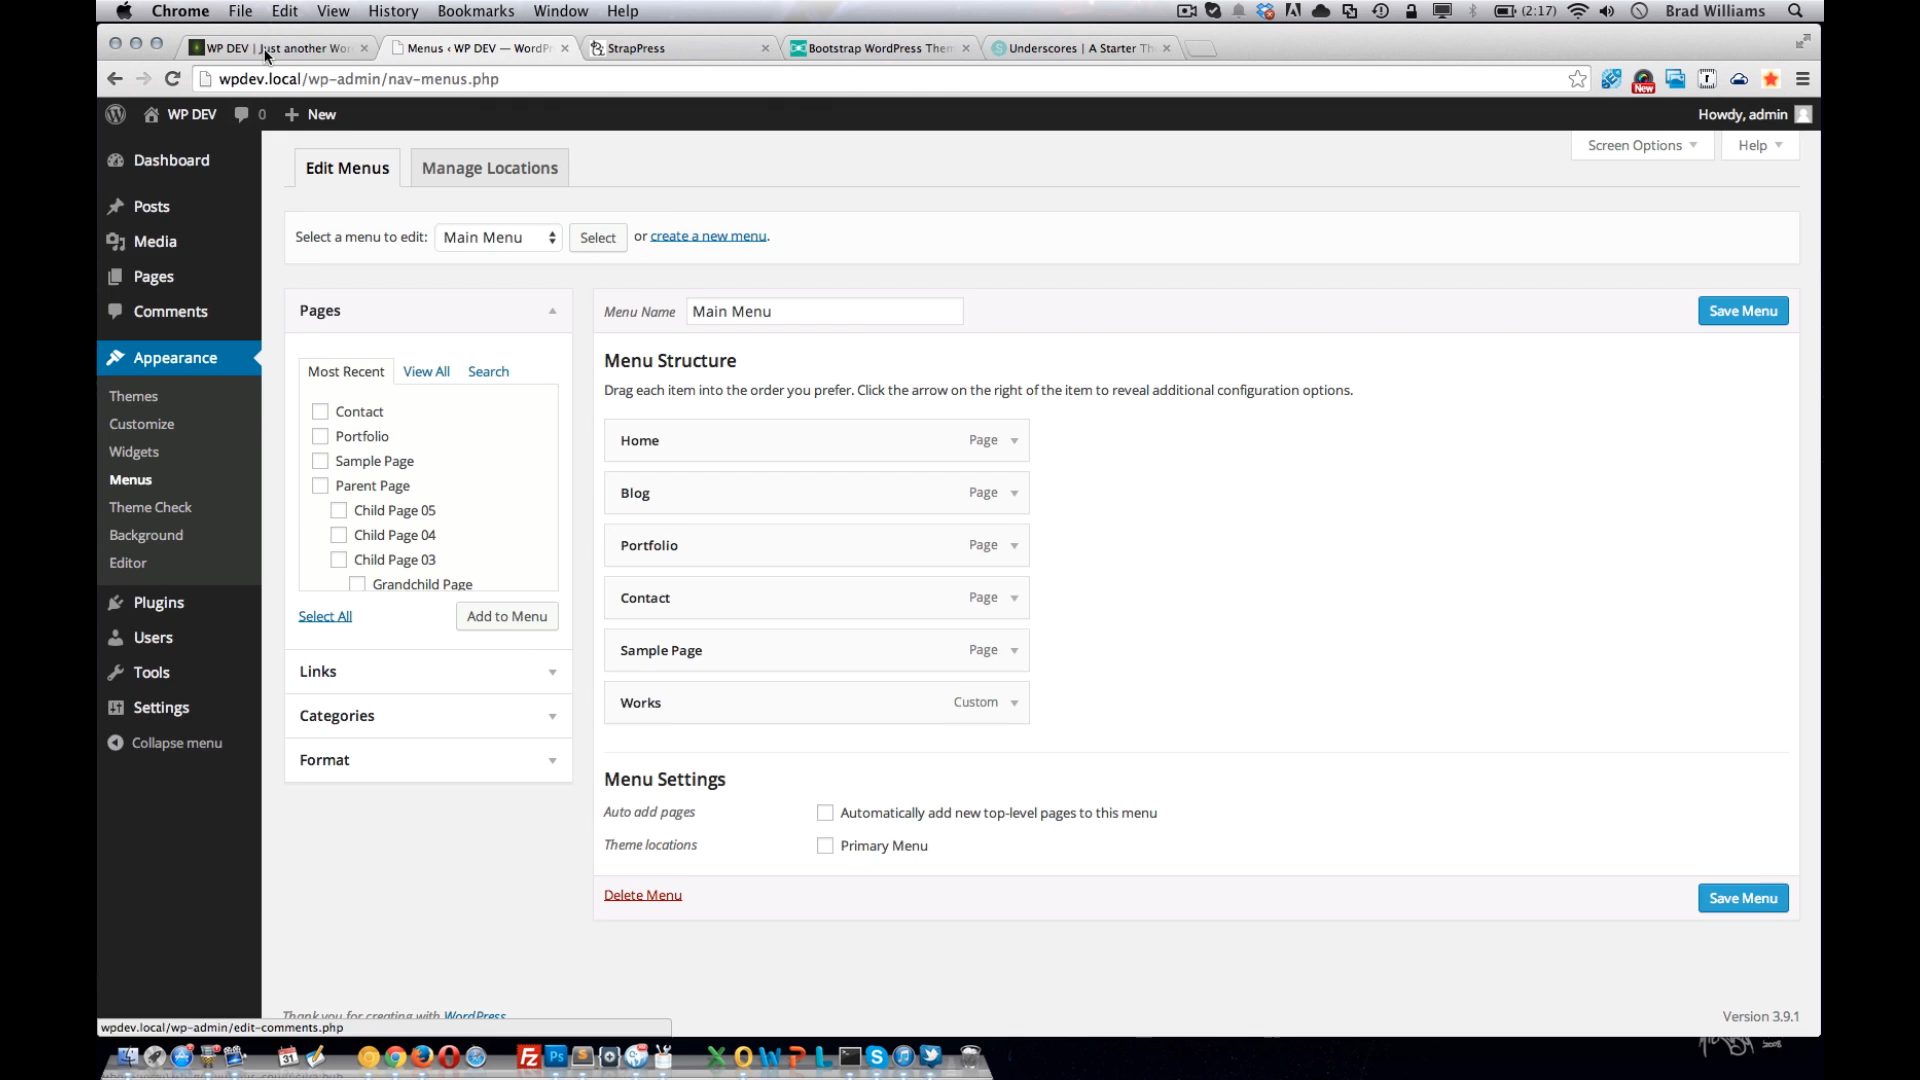 Chrome File Edit View History Bookmarks Window Help (2:17) Brad Williams
WP DEV | Just another Wor Menus ‹ WP DEV — WordPr StrapPress Bootstrap WordPress Them Underscores | A Starter Th
wpdev.local/wp-admin/nav-menus.php New
WP DEV 0 New Howdy, admin
Dashboard
Posts
Media
Pages
Comments
Appearance
Themes
Customize
Widgets
Menus
Theme Check
Background
Editor
Plugins
Users
Tools
Settings
Collapse menu
Edit Menus Manage Locations Screen Options Help
Select a menu to edit: Main Menu Select or create a new menu.
Pages
Most Recent View All Search
Contact
Portfolio
Sample Page
Parent Page
Child Page 05
Child Page 04
Child Page 03
Grandchild Page
Select All Add to Menu
Links
Categories
Format
Menu Name Main Menu Save Menu
Menu Structure
Drag each item into the order you prefer. Click the arrow on the right of the item to reveal additional configuration options.
Home Page
Blog Page
Portfolio Page
Contact Page
Sample Page Page
Works Custom
Menu Settings
Auto add pages Automatically add new top-level pages to this menu
Theme locations Primary Menu
Delete Menu Save Menu
Thank you for creating with WordPress Version 3.9.1
wpdev.local/wp-admin/edit-comments.php